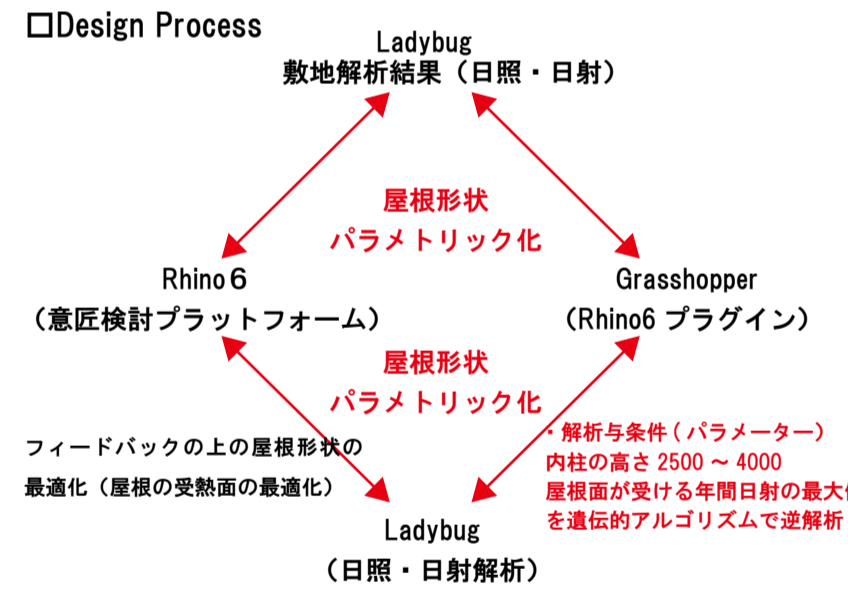 □Design Process
Ladybug
敷地解析結果（日照・日射）
屋根形状
パラメトリック化
Rhino６
（意匠検討プラットフォーム）
Grasshopper
（Rhino6 プラグイン）
屋根形状
パラメトリック化
フィードバックの上の屋根形状の
最適化（屋根の受熱面の最適化）
・解析与条件 ( パラメーター）
内柱の高さ 2500 ～ 4000
屋根面が受ける年間日射の最大
を遺伝的アルゴリズムで逆解析
Ladybug
（日照・日射解析）